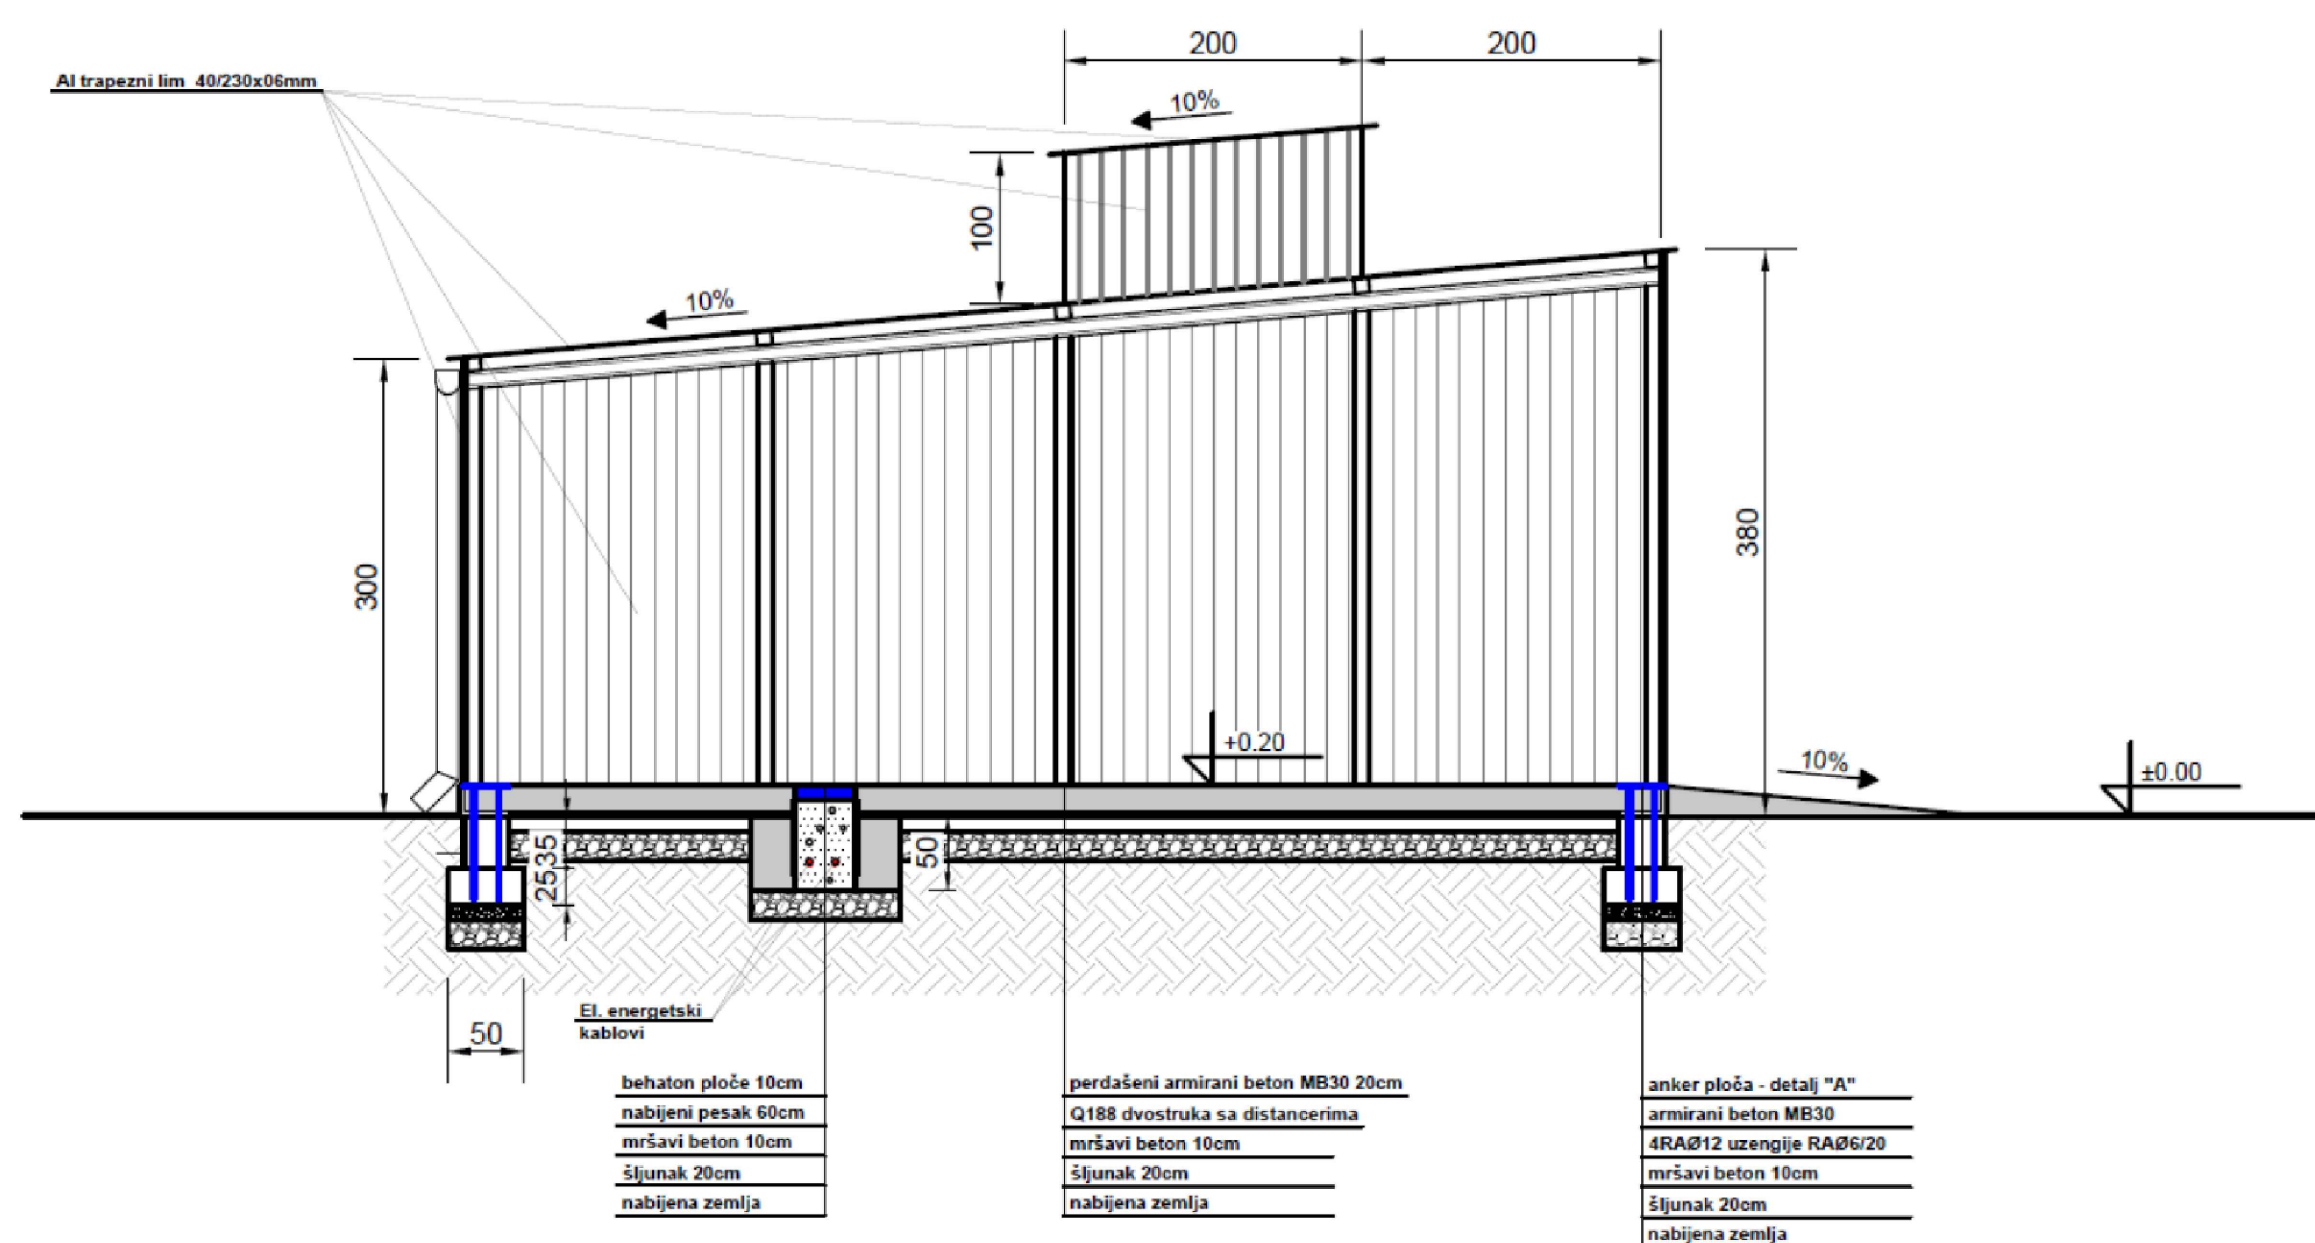 200
200
Al trapezni lim 40/230x06mm
10%
100
10%
300
380
+0.20
10%
±0.00
35
25
50
El. energetski
kablovi
50
behaton ploče 10cm
nabijeni pesak 60cm
mršavi beton 10cm
šljunak 20cm
nabijena zemlja
perdašeni armirani beton MB30 20cm
Q188 dvostruka sa distancerima
mršavi beton 10cm
šljunak 20cm
nabijena zemlja
anker ploča - detalj "A"
armirani beton MB30
4RAØ12 uzengije RAØ6/20
mršavi beton 10cm
šljunak 20cm
nabijena zemlja